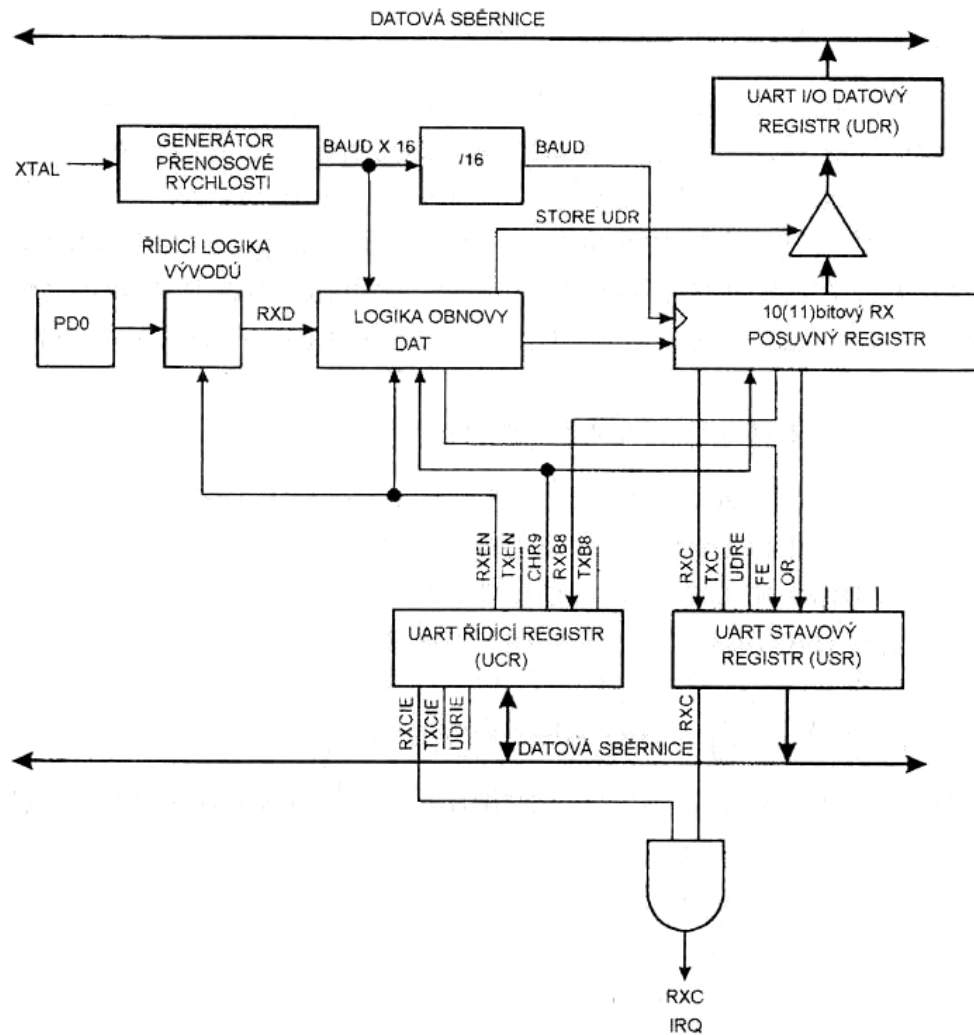 DATOVÁ SBĚRNICE
UART I/O DATOVÝ
REGISTR (UDR)
GENERÁTOR
PŘENOSOVÉ
RYCHLOSTI
XTAL
BAUD X 16
/16
BAUD
STORE UDR
ŘÍDÍCÍ LOGIKA
VÝVODŮ
PD0
RXD
LOGIKA OBNOVY
DAT
10(11)bitový RX
POSUVNÝ REGISTR
RXEN
TXEN
CHR9
RXB8
TXB8
RXC
TXC
UDRE
FE
OR
UART ŘÍDÍCÍ REGISTR
(UCR)
UART STAVOVÝ
REGISTR (USR)
RXCIE
TXCIE
UDRIE
RXC
DATOVÁ SBĚRNICE
RXC
IRQ